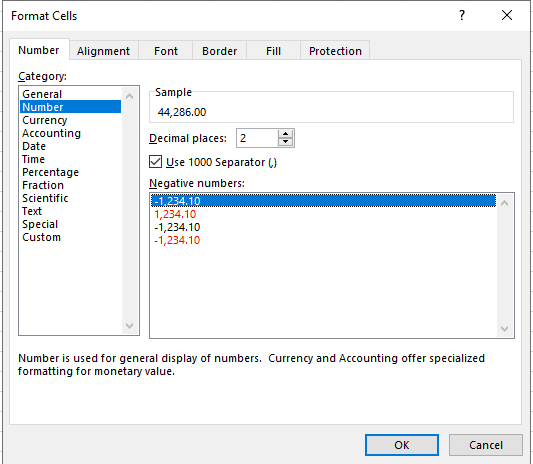 Format Cells
? ×
Number Alignment Font Border Fill Protection
Category:
General
Number
Currency
Accounting
Date
Time
Percentage
Fraction
Scientific
Text
Special
Custom
Sample
44,286.00
Decimal places: 2
Use 1000 Separator (,)
Negative numbers:
-1,234.10
1,234.10
-1,234.10
-1,234.10
Number is used for general display of numbers.  Currency and Accounting offer specialized
formatting for monetary value.
OK Cancel